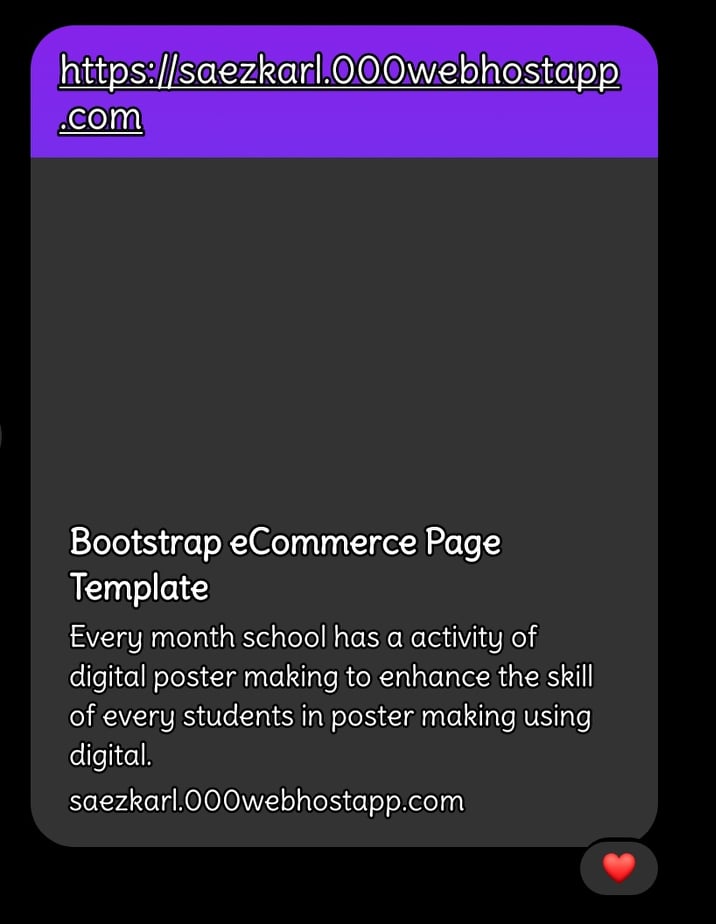 https://saezkarl.000webhostapp
.com
Bootstrap eCommerce Page
Template
Every month school has a activity of
digital poster making to enhance the skill
of every students in poster making using
digital.
saezkarl.000webhostapp.com